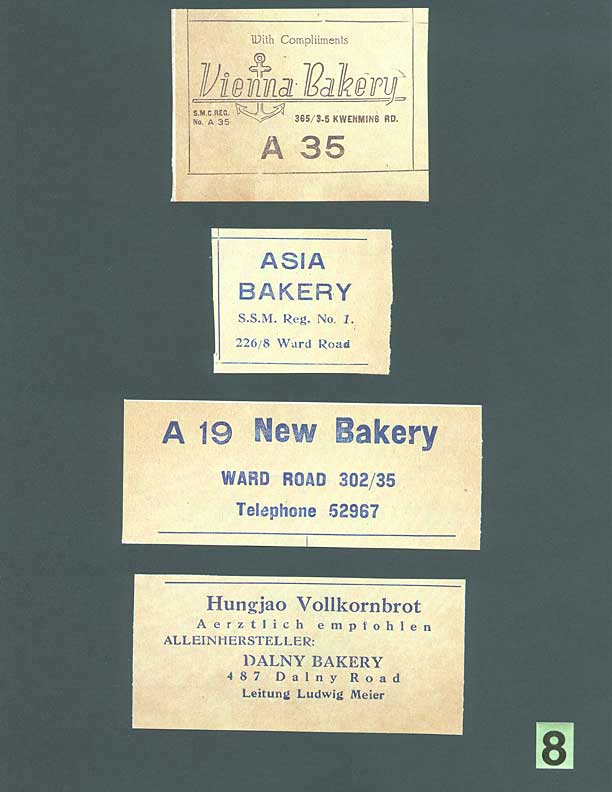 With Compliiments
Vienna Bakery
S.M.C. REG.
No. A 35
365/3-5 KWENMING RD.
A 35
ASIA
BAKERY
S.S.M. Reg. No. 1.
226/8 Ward Road
A 19 New Bakery
WARD ROAD 302/35
Telephone 52967
Hungjao Vollkornbrot
Aerztlich empfohlen
ALLEINHERSTELLER:
DALNY BAKERY
487 Dalny Road
Leitung Ludwig Meier
8